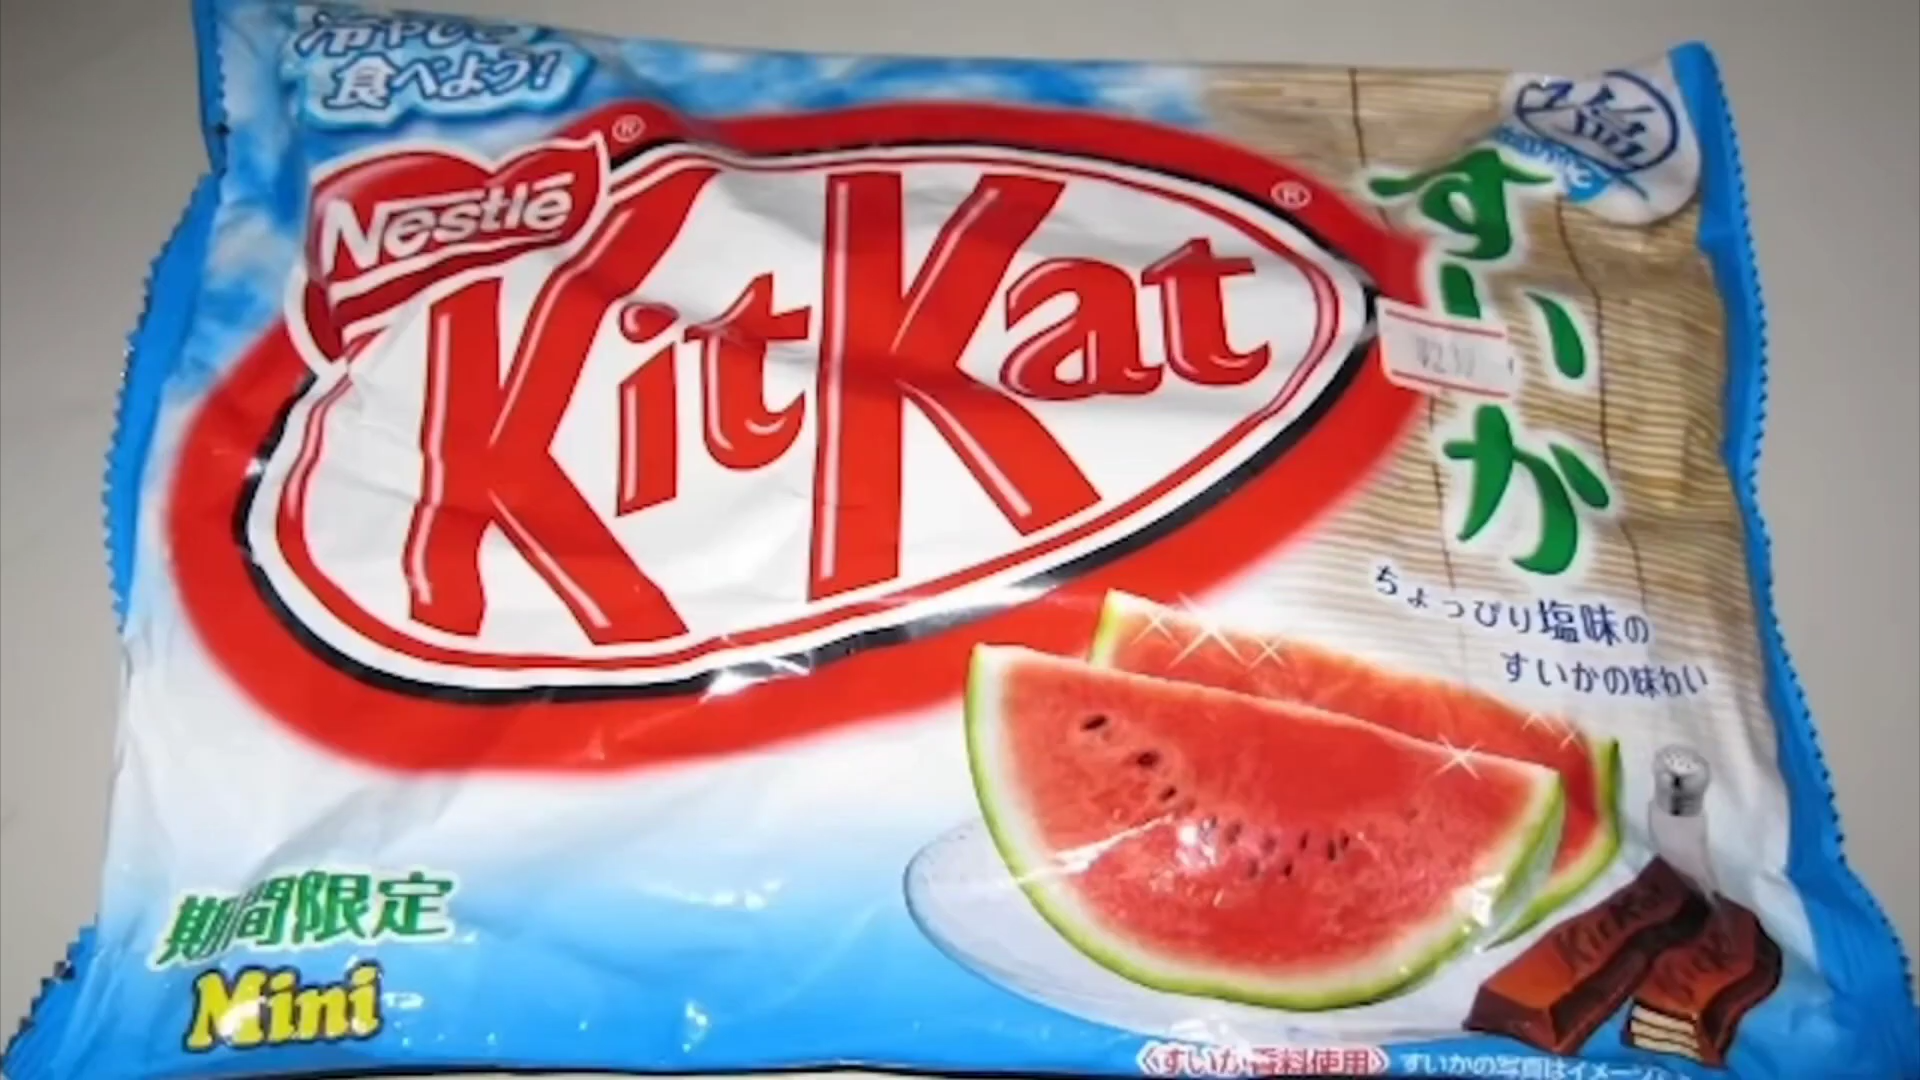 冷やして
食べよう!
Nestlē®
KitKat®
塩
すいか
ちょっぴり塩味の
すいかの味わい
期間限定
Mini
KitKat
<すいか香料使用> すいかの写真はイメージ